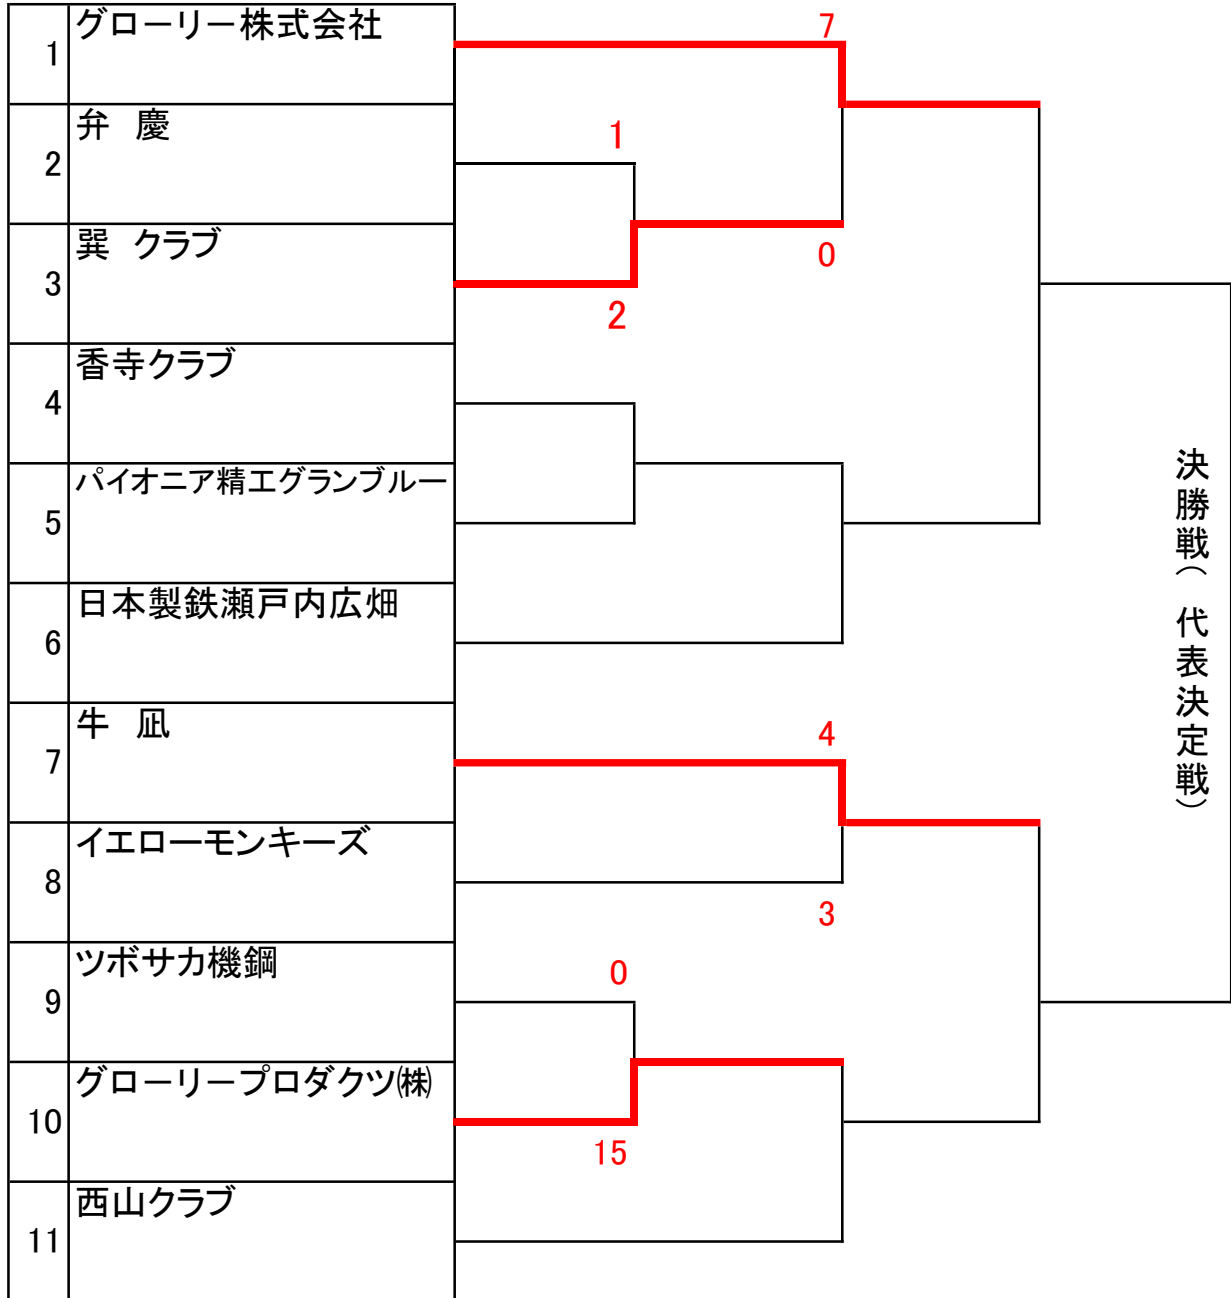 1 グローリー株式会社
2 弁　慶
3 巽　クラブ
4 香寺クラブ
5 パイオニア精工グランブルー
6 日本製鉄瀬戸内広畑
7 牛　凪
8 イエローモンキーズ
9 ツボサカ機鋼
10 グローリープロダクツ㈱
11 西山クラブ
7
1
0
2
4
3
0
15
決勝戦（　代表決定戦）